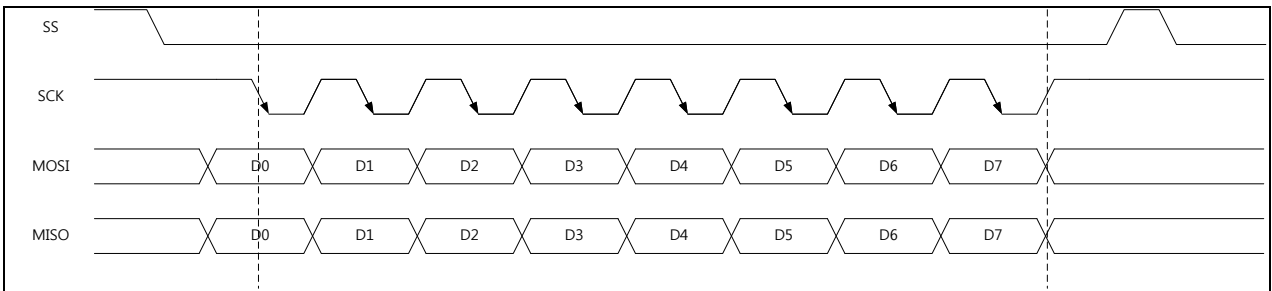 SS
SCK
MOSI D0 D1 D2 D3 D4 D5 D6 D7
MISO D0 D1 D2 D3 D4 D5 D6 D7